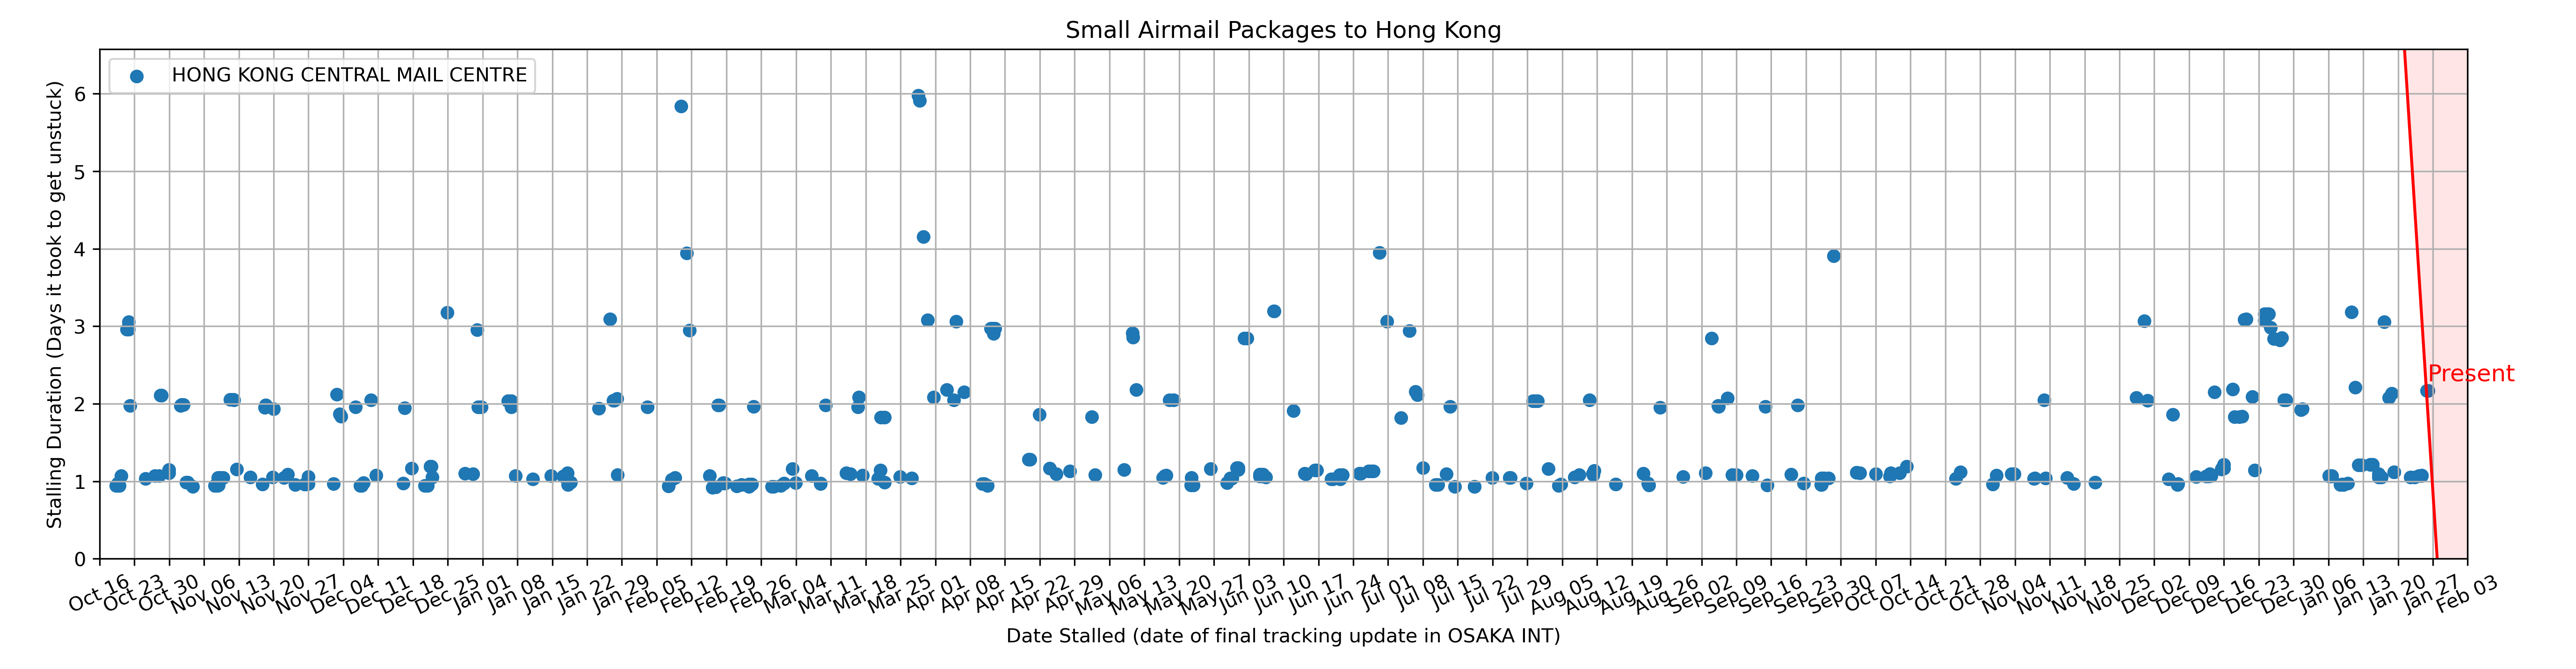 Small Airmail Packages to Hong Kong
HONG KONG CENTRAL MAIL CENTRE
Stalling Duration (Days it took to get unstuck)
6
5
4
3
2
1
0
Present
Oct 16 Oct 23 Oct 30 Nov 06 Nov 13 Nov 20 Nov 27 Dec 04 Dec 11 Dec 18 Dec 25 Jan 01 Jan 08 Jan 15 Jan 22 Jan 29 Feb 05 Feb 12 Feb 19 Feb 26 Mar 04 Mar 11 Mar 18 Mar 25 Apr 01 Apr 08 Apr 15 Apr 22 Apr 29 May 06 May 13 May 20 May 27 Jun 03 Jun 10 Jun 17 Jun 24 Jul 01 Jul 08 Jul 15 Jul 22 Jul 29 Aug 05 Aug 12 Aug 19 Aug 26 Sep 02 Sep 09 Sep 16 Sep 23 Sep 30 Oct 07 Oct 14 Oct 21 Oct 28 Nov 04 Nov 11 Nov 18 Nov 25 Dec 02 Dec 09 Dec 16 Dec 23 Dec 30 Jan 06 Jan 13 Jan 20 Jan 27 Feb 03
Date Stalled (date of final tracking update in OSAKA INT)